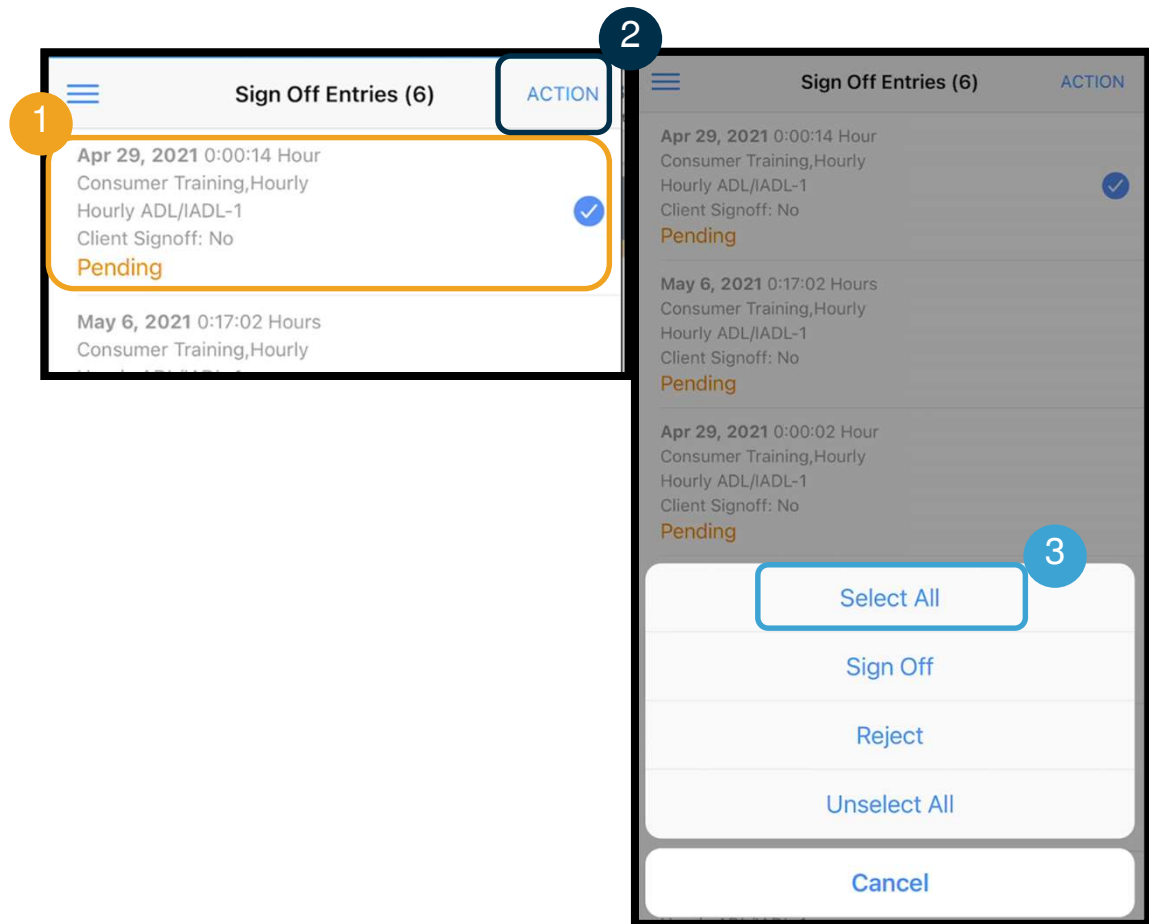 2
Sign Off Entries (6)
ACTION
1
Apr 29, 2021 0:00:14 Hour
Consumer Training,Hourly
Hourly ADL/IADL-1
Client Signoff: No
Pending
May 6, 2021 0:17:02 Hours
Consumer Training,Hourly
Sign Off Entries (6)
ACTION
Apr 29, 2021 0:00:14 Hour
Consumer Training,Hourly
Hourly ADL/IADL-1
Client Signoff: No
Pending
May 6, 2021 0:17:02 Hours
Consumer Training,Hourly
Hourly ADL/IADL-1
Client Signoff: No
Pending
Apr 29, 2021 0:00:02 Hour
Consumer Training,Hourly
Hourly ADL/IADL-1
Client Signoff: No
Pending
3
Select All
Sign Off
Reject
Unselect All
Cancel